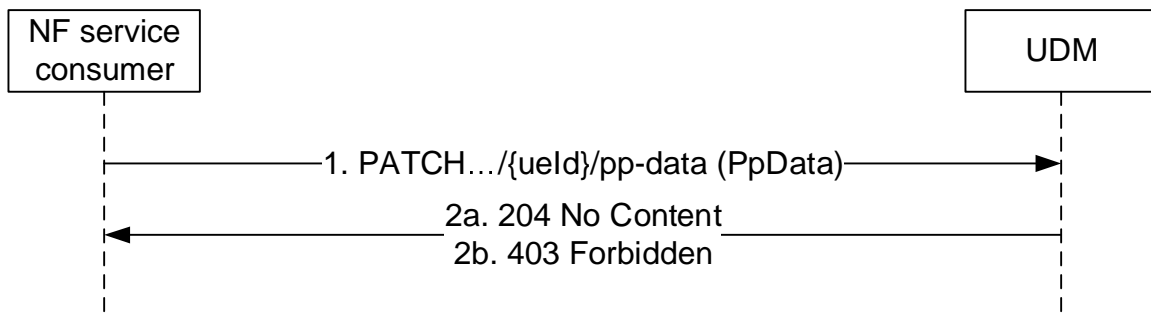 NF service
consumer
UDM
1. PATCH…/{ueId}/pp-data (PpData)
2a. 204 No Content
2b. 403 Forbidden